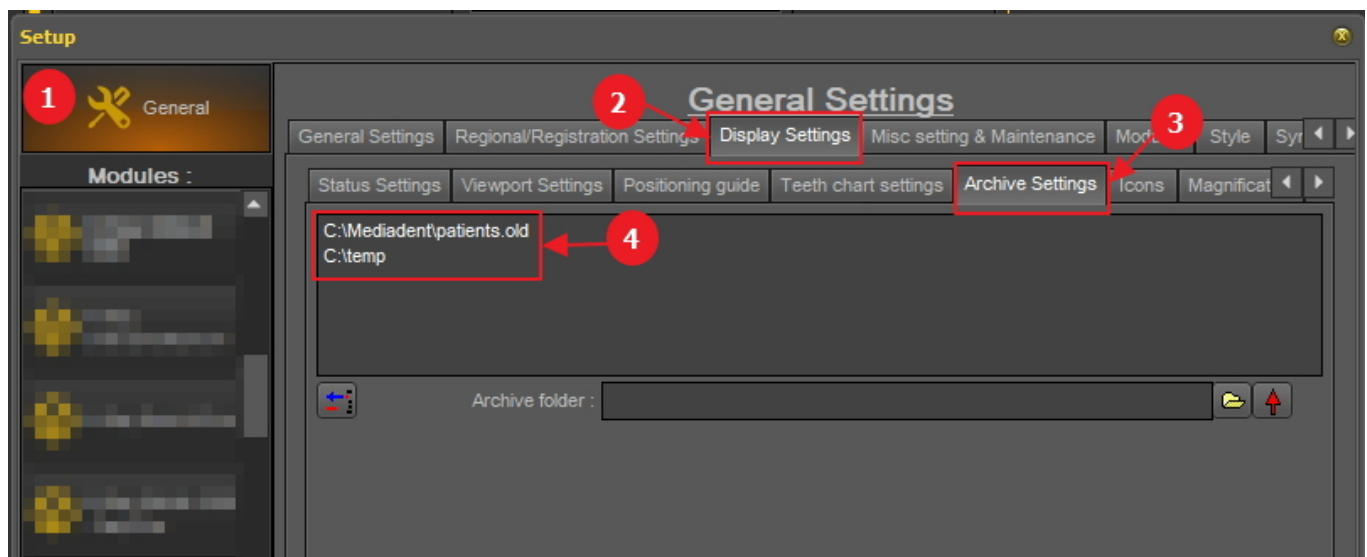 Setup
1
General
2
General Settings
General Settings Regional/Registration Settings Display Settings Misc setting & Maintenance Style
3
Modules :
Status Settings Viewport Settings Positioning guide Teeth chart settings Archive Settings Icons Magnificat
C:\Mediadent\patients.old
C:\temp
4
Archive folder :